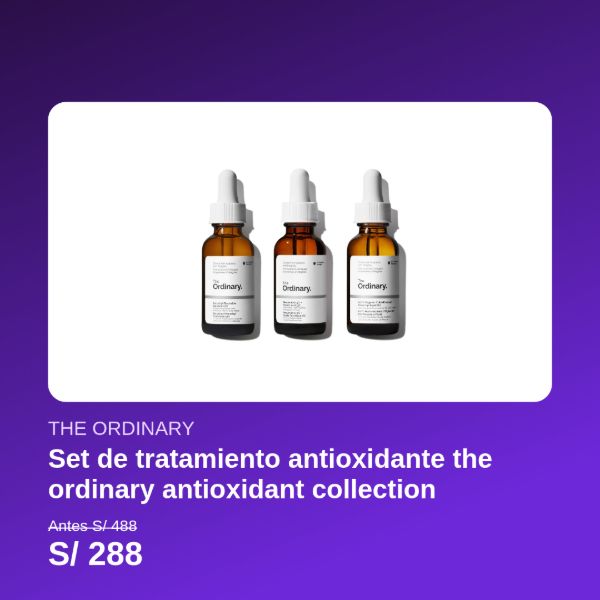 The
Ordinary.
The
Ordinary.
The
Ordinary.
THE ORDINARY
Set de tratamiento antioxidante the
ordinary antioxidant collection
Antes S/ 488
S/ 288